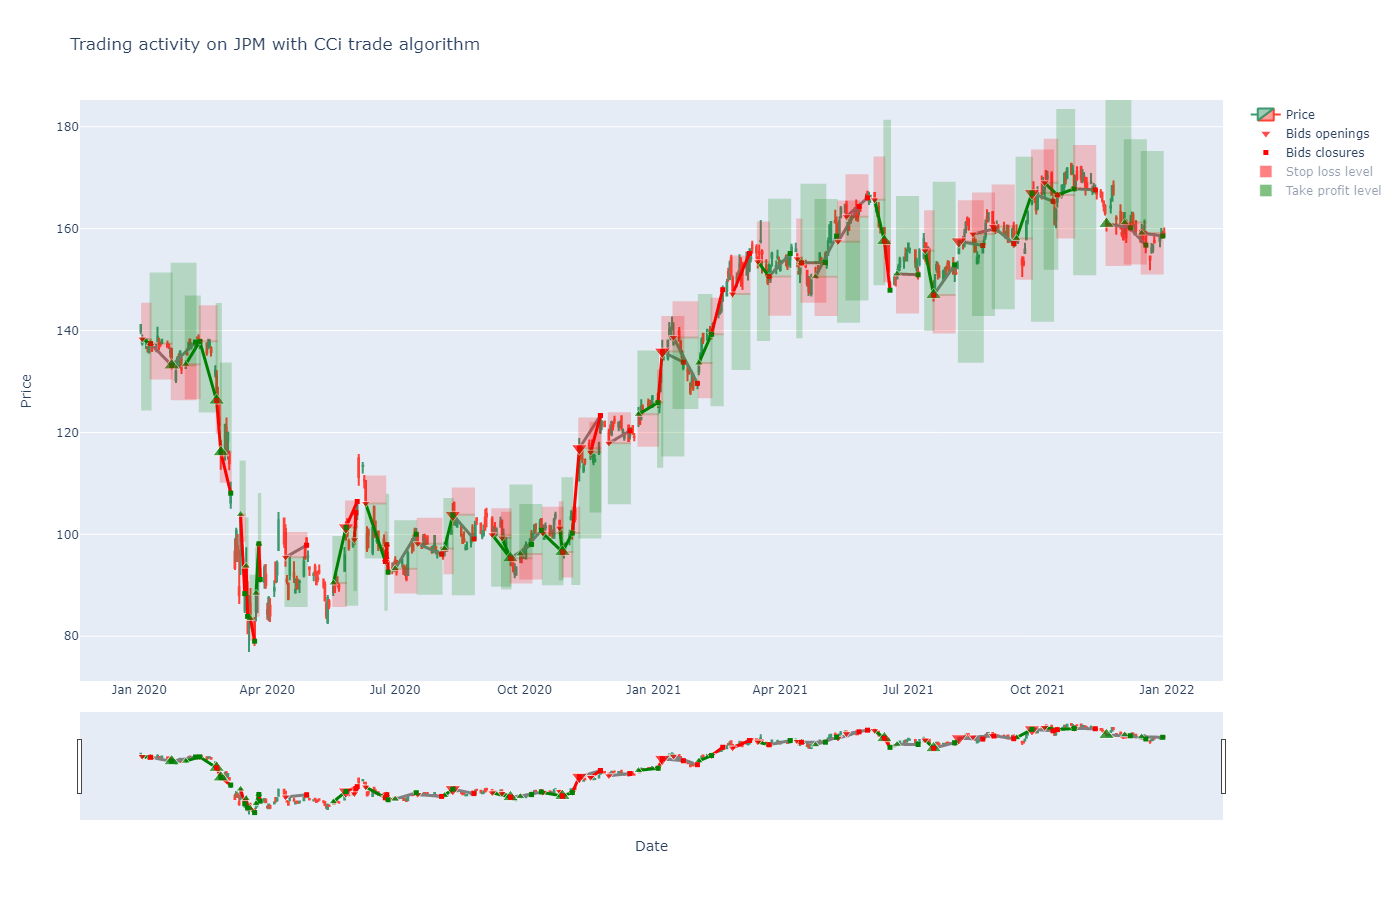 Trading activity on JPM with CCi trade algorithm
Price
Bids openings
Bids closures
Stop loss level
Take profit level
180
160
140
120
100
80
Price
Jan 2020
Apr 2020
Jul 2020
Oct 2020
Jan 2021
Apr 2021
Jul 2021
Oct 2021
Jan 2022
Date